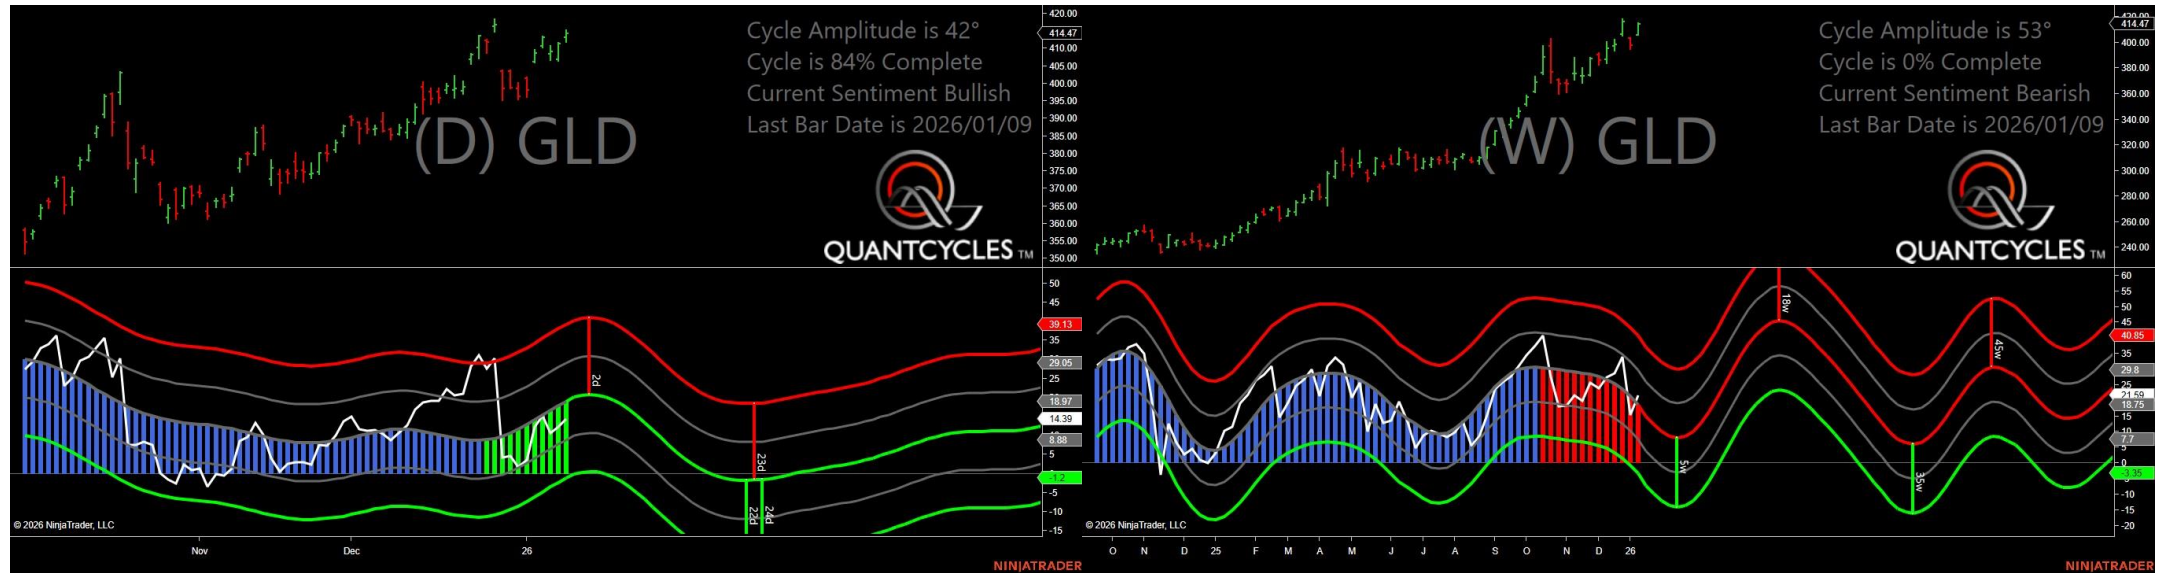 Cycle Amplitude is 42°
Cycle is 84% Complete
Current Sentiment Bullish
Last Bar Date is 2026/01/09
(D) GLD
QUANTCYCLES TM
420.00
414.47
410.00
405.00
400.00
395.00
390.00
385.00
380.00
375.00
370.00
365.00
360.00
355.00
350.00
50
45
39.13
35
29.05
25
18.97
14.39
8.88
5
-1.2
-5
-10
-15
2d
23d
22d
24d
© 2026 NinjaTrader, LLC
Nov Dec 26
NINJATRADER
Cycle Amplitude is 53°
Cycle is 0% Complete
Current Sentiment Bearish
Last Bar Date is 2026/01/09
(W) GLD
QUANTCYCLES TM
420.00
414.47
400.00
380.00
360.00
340.00
320.00
300.00
280.00
260.00
240.00
60
55
50
45
40.85
35
29.8
25
21.59
18.75
15
7.7
0
-3.35
-10
-15
-20
5w
18w
35w
45w
© 2026 NinjaTrader, LLC
O N D 25 F M A M J J A S O N D 26
NINJATRADER